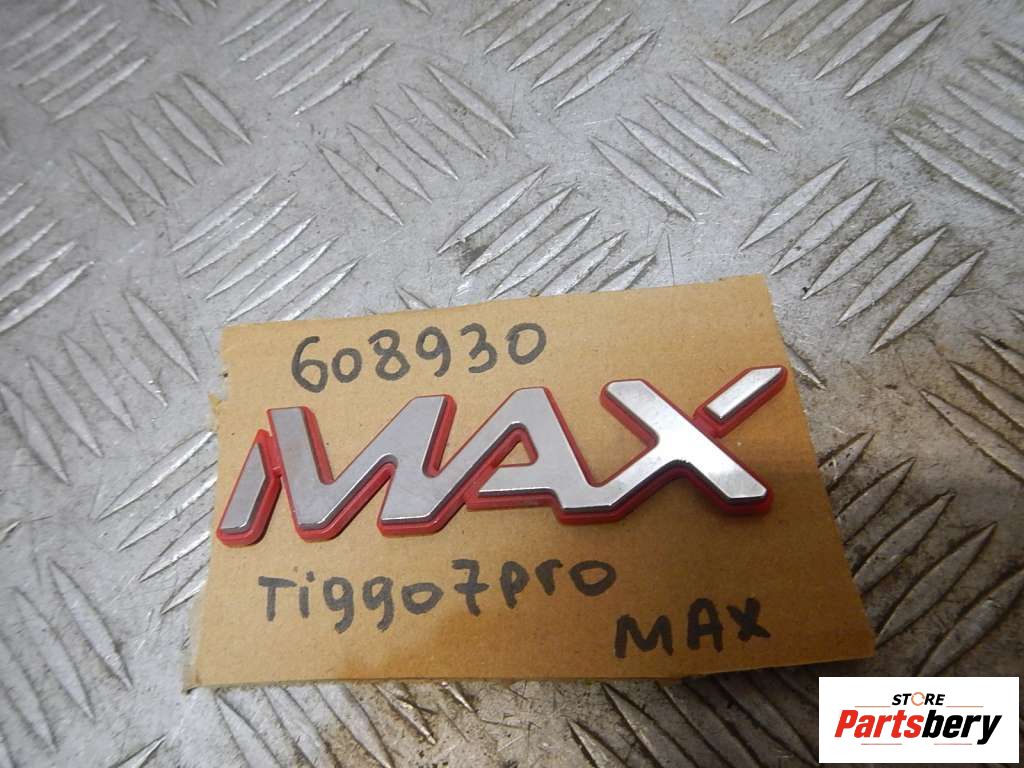 608930
MAX
Tiggo7pro
MAX
STORE
Partsbery